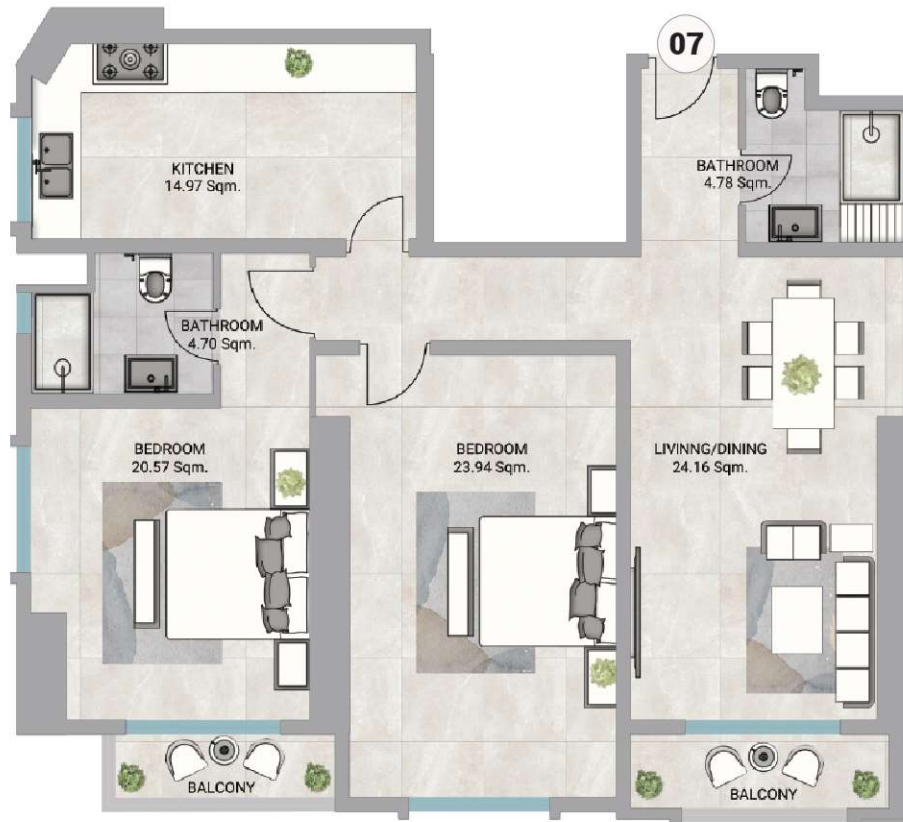 07
KITCHEN
14.97 Sqm.
BATHROOM
4.78 Sqm.
BATHROOM
4.70 Sqm.
BEDROOM
20.57 Sqm.
BEDROOM
23.94 Sqm.
LIVINNG/DINING
24.16 Sqm.
BALCONY
BALCONY